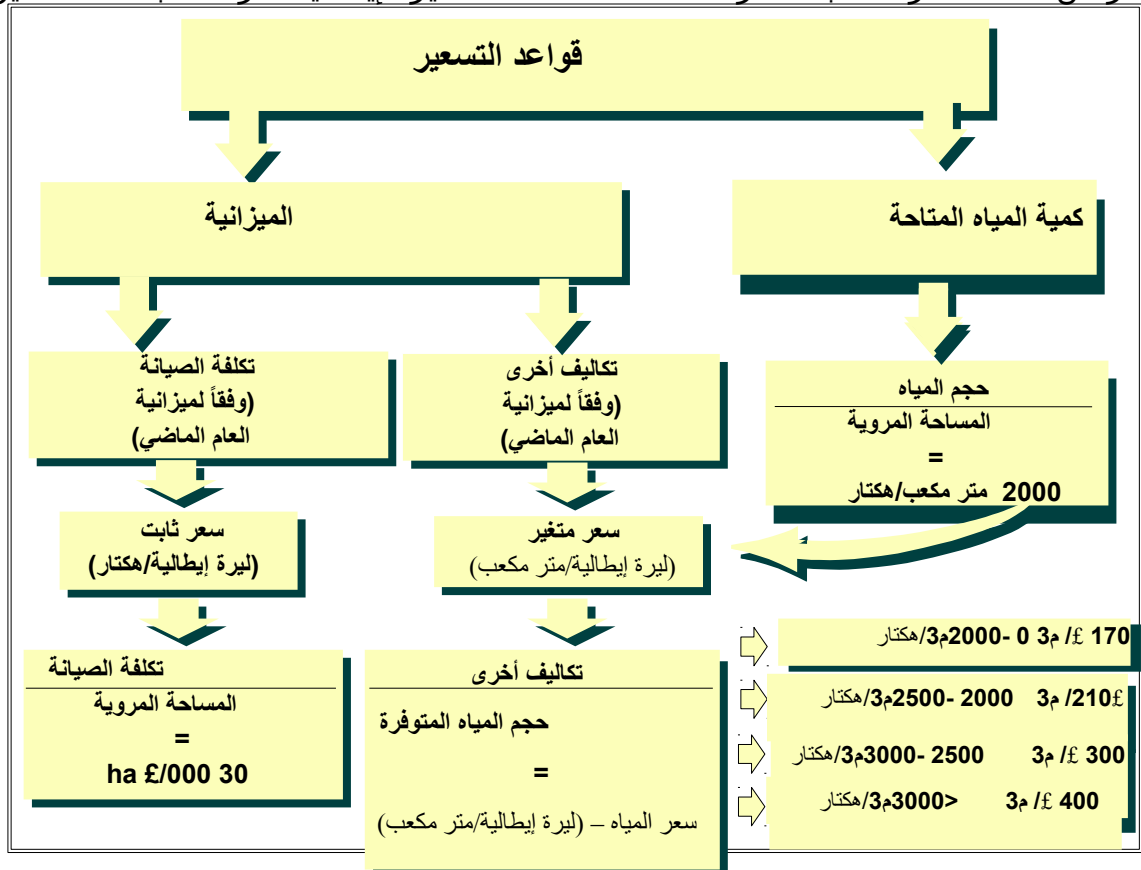 قواعد التسعير
كمية المياه المتاحة
الميزانية
حجم المياه
المساحة المروية
=
2000 متر مكعب/هكتار
تكاليف أخرى
(وفقاً لميزانية
العام الماضي)
تكلفة الصيانة
(وفقاً لميزانية
العام الماضي)
سعر متغير
(ليرة إيطالية/متر مكعب)
سعر ثابت
(ليرة إيطالية/هكتار)
170 £/ م3 0 -2000م3/هكتار
£210/ م3 2000 -2500م3/هكتار
300 £/ م3 2500 -3000م3/هكتار
400 £/ م3 >3000م3/هكتار
تكاليف أخرى
حجم المياه المتوفرة
=
سعر المياه – (ليرة إيطالية/متر مكعب)
تكلفة الصيانة
المساحة المروية
=
ha £/000 30